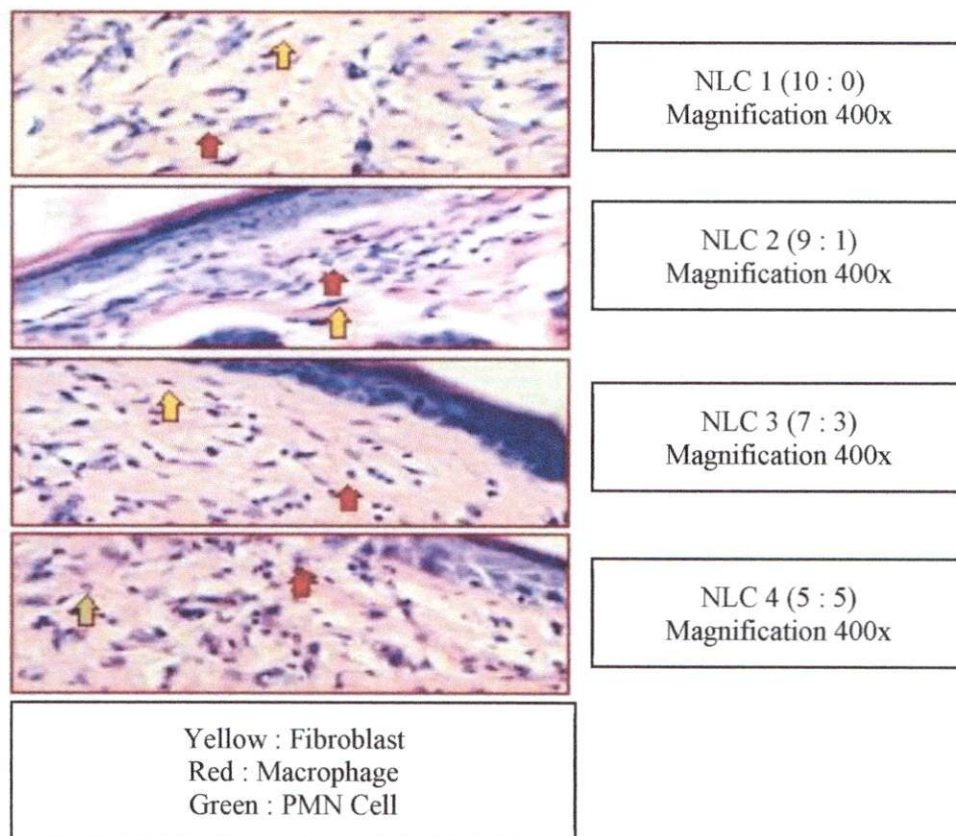 NLC 1 (10 : 0)
Magnification 400x
NLC 2 (9 : 1)
Magnification 400x
NLC 3 (7 : 3)
Magnification 400x
NLC 4 (5 : 5)
Magnification 400x
Yellow : Fibroblast
Red : Macrophage
Green : PMN Cell